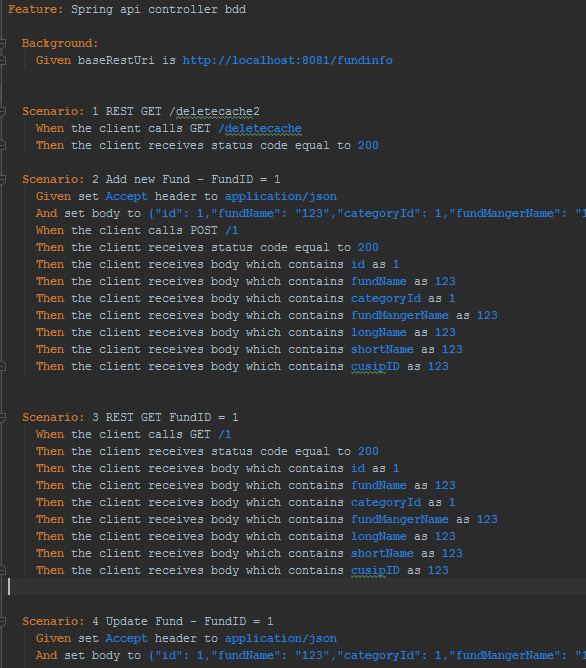 Feature: Spring api controller bdd
Background:
Given baseRestUri is http://localhost:8081/fundinfo
Scenario: 1 REST GET /deletecache2
When the client calls GET /deletecache
Then the client receives status code equal to 200
Scenario: 2 Add new Fund - FundID = 1
Given set Accept header to application/json
And set body to {"id": 1,"fundName": "123","categoryId": 1,"fundMangerName": "1
When the client calls POST /1
Then the client receives status code equal to 200
Then the client receives body which contains id as 1
Then the client receives body which contains fundName as 123
Then the client receives body which contains categoryId as 1
Then the client receives body which contains fundMangerName as 123
Then the client receives body which contains longName as 123
Then the client receives body which contains shortName as 123
Then the client receives body which contains cusipID as 123
Scenario: 3 REST GET FundID = 1
When the client calls GET /1
Then the client receives status code equal to 200
Then the client receives body which contains id as 1
Then the client receives body which contains fundName as 123
Then the client receives body which contains categoryId as 1
Then the client receives body which contains fundMangerName as 123
Then the client receives body which contains longName as 123
Then the client receives body which contains shortName as 123
Then the client receives body which contains cusipID as 123
Scenario: 4 Update Fund - FundID = 1
Given set Accept header to application/json
And set body to {"id": 1,"fundName": "123","categoryId": 1,"fundMangerName": "